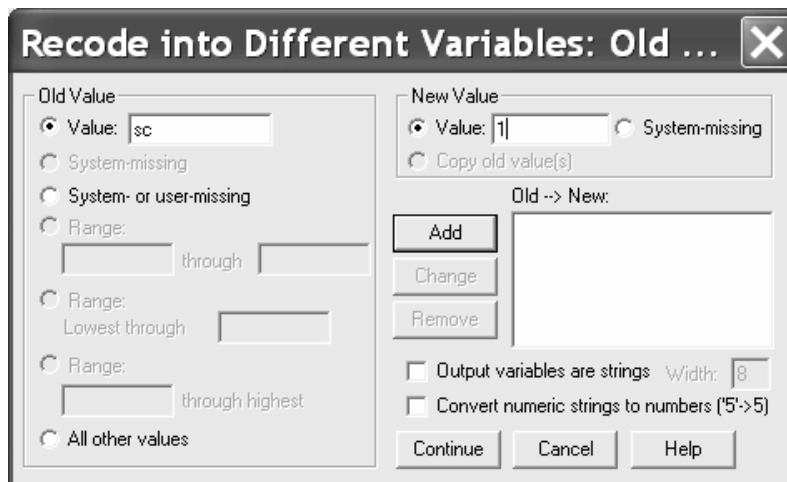 Recode into Different Variables: Old ...
Old Value
Value: sc
System-missing
System- or user-missing
Range:
through
Range:
Lowest through
Range:
through highest
All other values
New Value
Value: 1 System-missing
Copy old value(s)
Old --> New:
Add
Change
Remove
Output variables are strings Width: 8
Convert numeric strings to numbers ('5'->5)
Continue Cancel Help